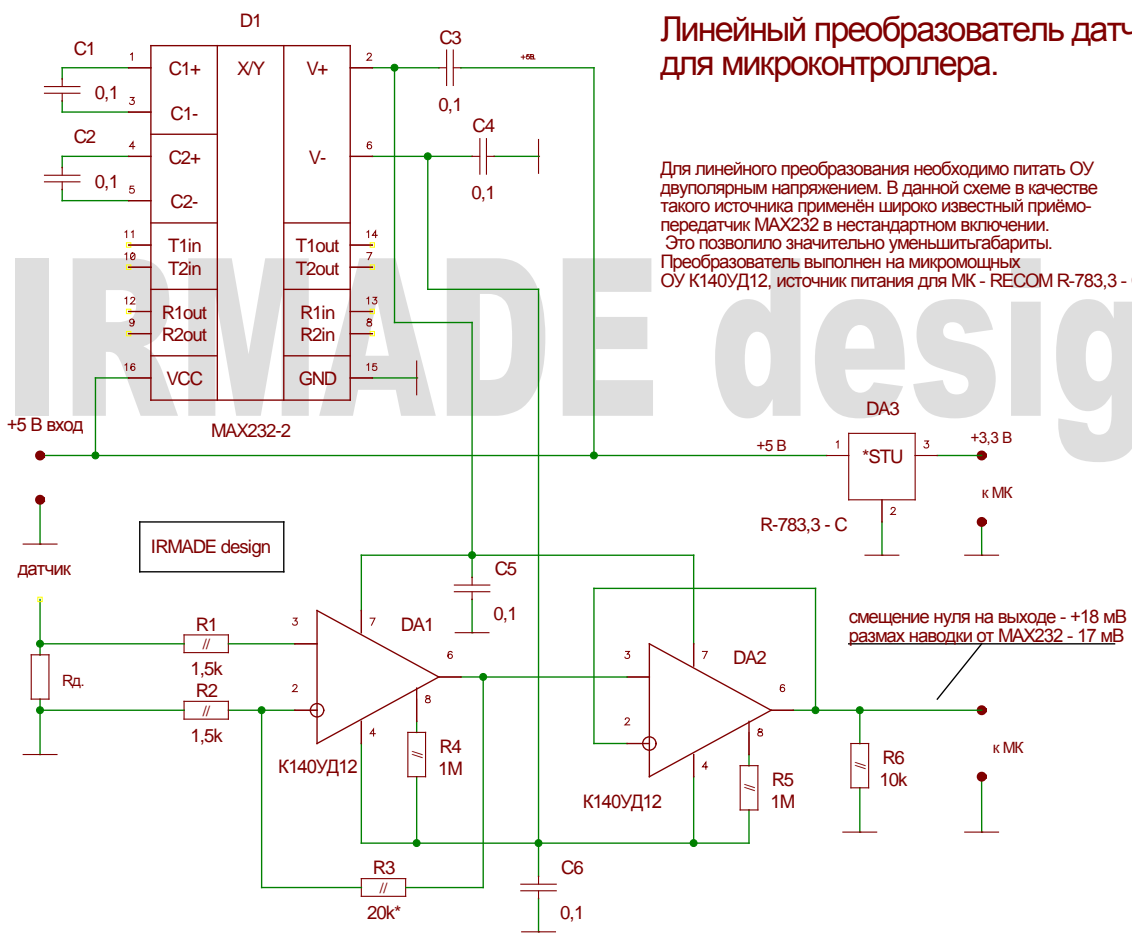 Линейный преобразователь датч
для микроконтроллера.
D1
C1
1
C1+
X/Y
V+
2
C3
0,1
0,1
3
C1-
C2
4
C2+
V-
6
C4
0,1
0,1
5
C2-
Для линейного преобразования необходимо питать ОУ
двуполярным напряжением. В данной схеме в качестве
такого источника применён широко известный приёмо-
передатчик MAX232 в нестандартном включении.
Это позволило значительно уменьшитьгабариты.
Преобразователь выполнен на микромощных
ОУ К140УД12, источник питания для МК - RECOM R-783,3 -
11
T1in
T1out
14
10
T2in
T2out
7
12
R1out
R1in
13
9
R2out
R2in
8
16
VCC
GND
15
IRMADE desig
MAX232-2
+5 В вход
+5 В
DA3
1
*STU
3
+3,3 В
2
R-783,3 - C
к МК
IRMADE design
датчик
C5
0,1
R1
//
1,5k
3
7
DA1
6
Rд.
R2
//
1,5k
2
8
4
К140УД12
R4
//
1M
3
7
DA2
6
2
8
4
К140УД12
R5
//
1M
смещение нуля на выходе - +18 мВ
размах наводки от MAX232 - 17 мВ
R6
//
10k
к МК
R3
//
20k*
C6
0,1